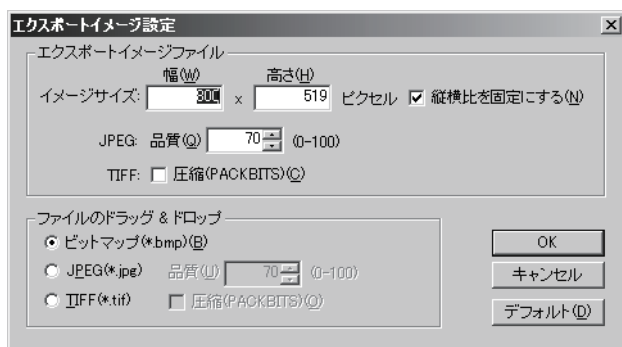 エクスポートイメージ設定
エクスポートイメージファイル
幅(W) 高さ(H)
イメージサイズ: 800 x 519 ピクセル 縦横比を固定にする(N)
JPEG: 品質(Q) 70 (0-100)
TIFF: 圧縮(PACKBITS)(C)
ファイルのドラッグ & ドロップ
ビットマップ(*.bmp)(B)
JPEG(*.jpg) 品質(U) 70 (0-100)
TIFF(*.tif) 圧縮(PACKBITS)(O)
OK
キャンセル
デフォルト(D)